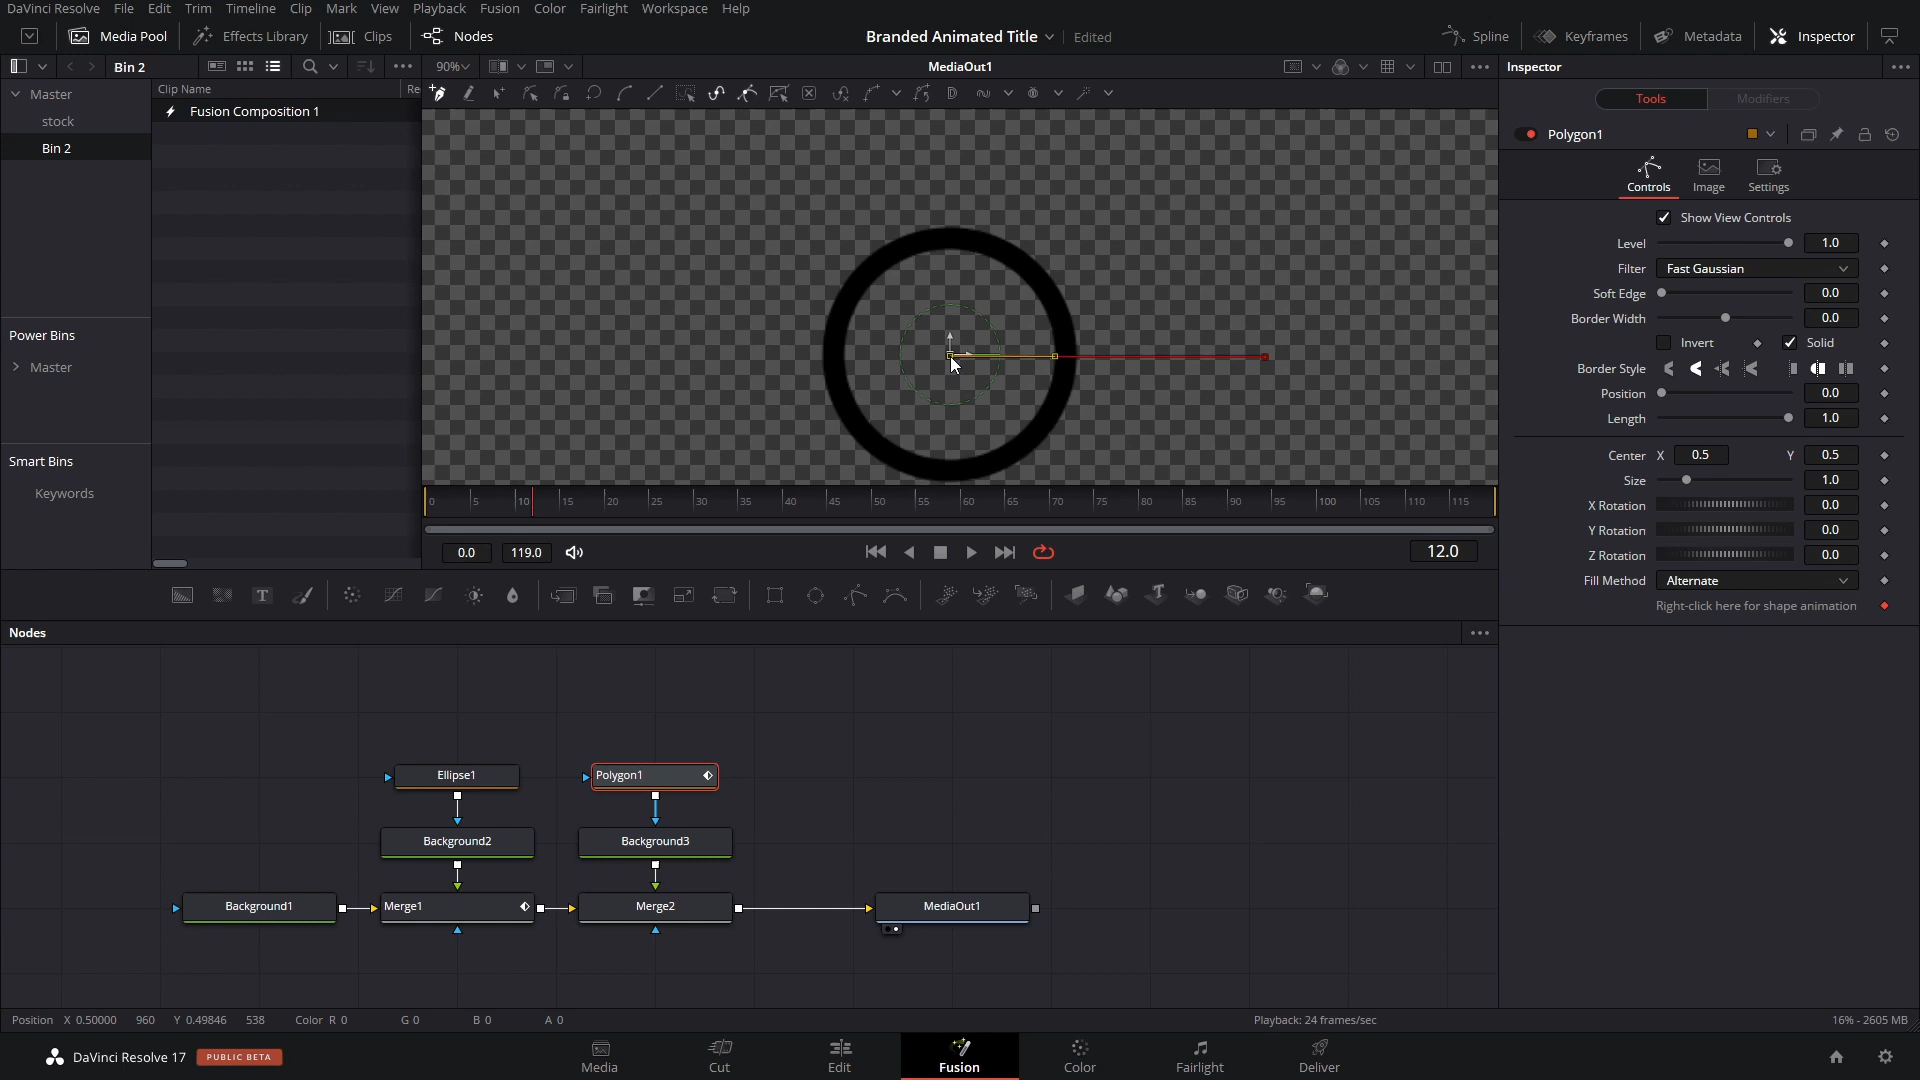 DaVinci Resolve File Edit Trim Timeline Clip Mark View Playback Fusion Color Fairlight Workspace Help
Media Pool Effects Library Clips Nodes Branded Animated Title Edited Spline Keyframes Metadata Inspector
Bin 2 90% MediaOut1 Inspector
Master Clip Name Re
stock Fusion Composition 1
Bin 2
Power Bins
Master
Smart Bins
Keywords
Tools Modifiers
Polygon1
Controls Image Settings
Show View Controls
Level 1.0
Filter Fast Gaussian
Soft Edge 0.0
Border Width 0.0
Invert Solid
Border Style
Position 0.0
Length 1.0
Center X 0.5 Y 0.5
Size 1.0
X Rotation 0.0
Y Rotation 0.0
Z Rotation 0.0
Fill Method Alternate
Right-click here for shape animation
0 5 10 15 20 25 30 35 40 45 50 55 60 65 70 75 80 85 90 95 100 105 110 115
0.0 119.0 12.0
T
Nodes
Ellipse1 Polygon1
Background2 Background3
Background1 Merge1 Merge2 MediaOut1
Position X 0.50000 960 Y 0.49846 538 Color R 0 G 0 B 0 A 0 Playback: 24 frames/sec 16% - 2605 MB
DaVinci Resolve 17 PUBLIC BETA Media Cut Edit Fusion Color Fairlight Deliver